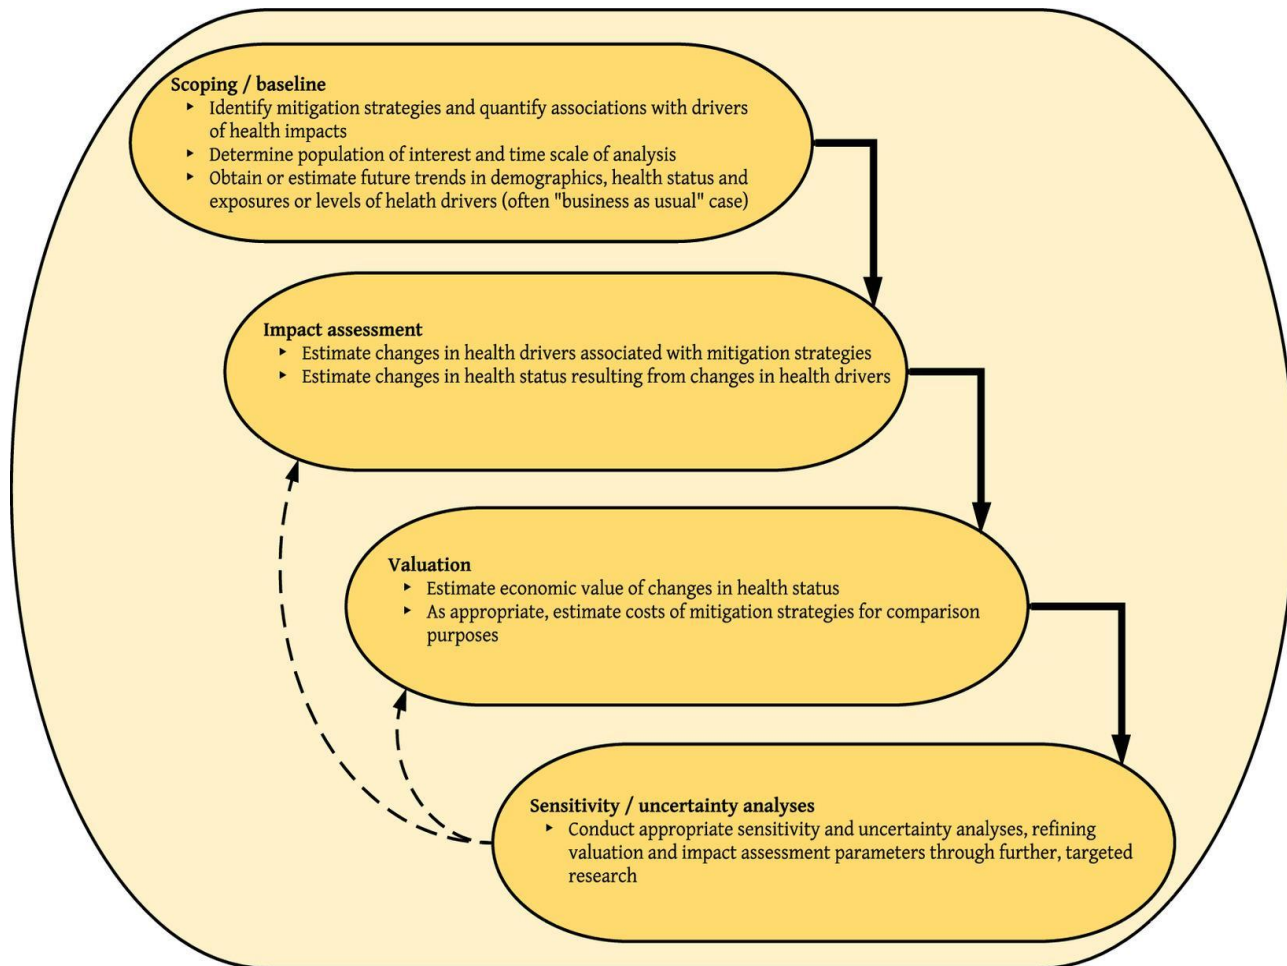 Scoping / baseline
‣ Identify mitigation strategies and quantify associations with drivers
of health impacts
‣ Determine population of interest and time scale of analysis
‣ Obtain or estimate future trends in demographics, health status and
exposures or levels of helath drivers (often "business as usual" case)
Impact assessment
‣ Estimate changes in health drivers associated with mitigation strategies
‣ Estimate changes in health status resulting from changes in health drivers
Valuation
‣ Estimate economic value of changes in health status
‣ As appropriate, estimate costs of mitigation strategies for comparison
purposes
Sensitivity / uncertainty analyses
‣ Conduct appropriate sensitivity and uncertainty analyses, refining
valuation and impact assessment parameters through further, targeted
research